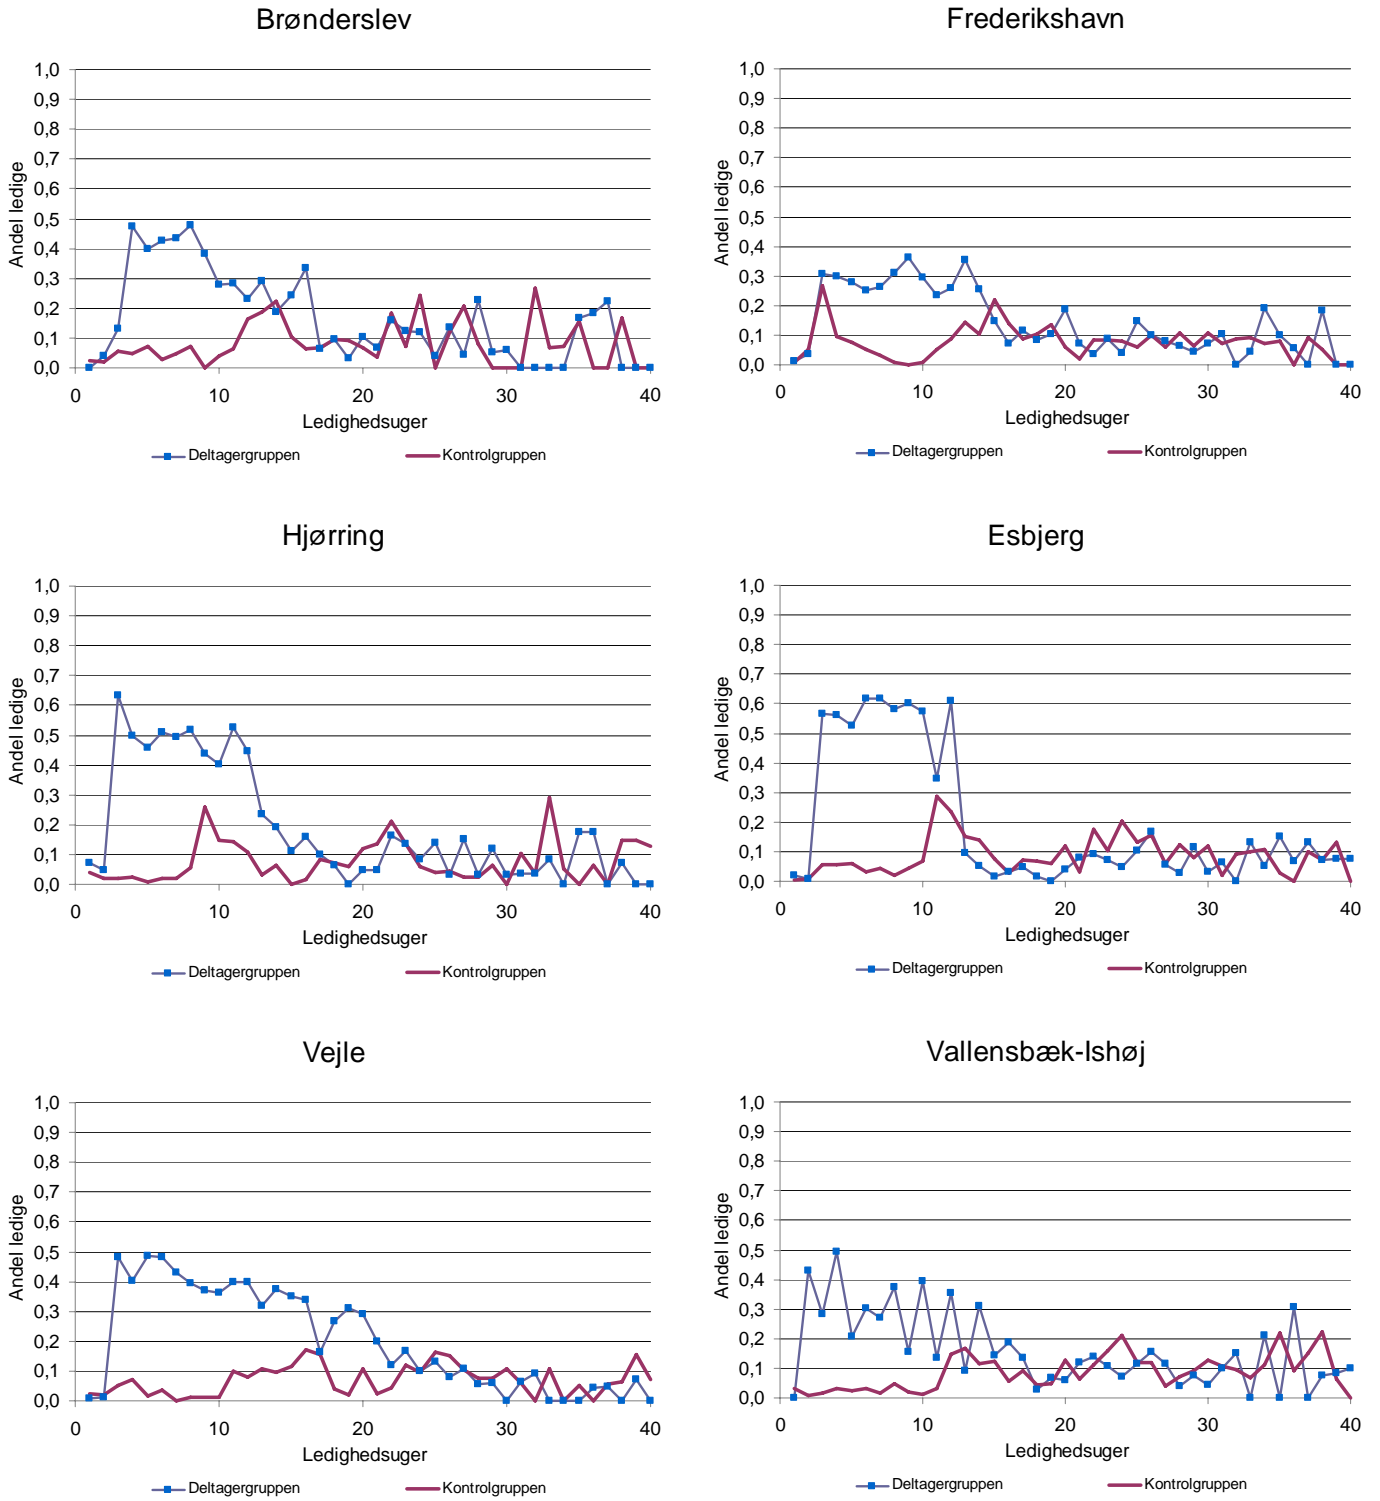 Brønderslev
1,0
0,9
0,8
0,7
0,6
0,5
0,4
0,3
0,2
0,1
0,0
Andel ledige
0 10 20 30 40
Ledighedsuger
Deltagergruppen Kontrolgruppen
Frederikshavn
1,0
0,9
0,8
0,7
0,6
0,5
0,4
0,3
0,2
0,1
0,0
Andel ledige
0 10 20 30 40
Ledighedsuger
Deltagergruppen Kontrolgruppen
Hjørring
1,0
0,9
0,8
0,7
0,6
0,5
0,4
0,3
0,2
0,1
0,0
Andel ledige
0 10 20 30 40
Ledighedsuger
Deltagergruppen Kontrolgruppen
Esbjerg
1,0
0,9
0,8
0,7
0,6
0,5
0,4
0,3
0,2
0,1
0,0
Andel ledige
0 10 20 30 40
Ledighedsuger
Deltagergruppen Kontrolgruppen
Vejle
1,0
0,9
0,8
0,7
0,6
0,5
0,4
0,3
0,2
0,1
0,0
Andel ledige
0 10 20 30 40
Ledighedsuger
Deltagergruppen Kontrolgruppen
Vallensbæk-Ishøj
1,0
0,9
0,8
0,7
0,6
0,5
0,4
0,3
0,2
0,1
0,0
Andel ledige
0 10 20 30 40
Ledighedsuger
Deltagergruppen Kontrolgruppen